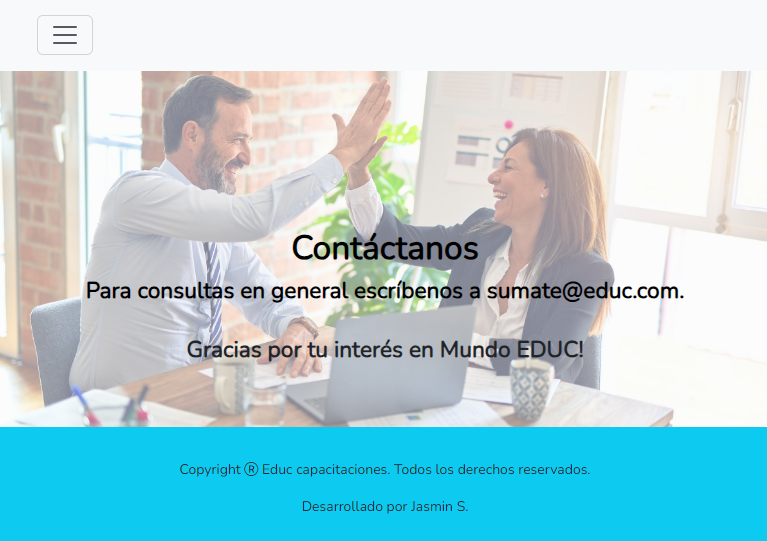 Contáctanos
Para consultas en general escríbenos a sumate@educ.com.
Gracias por tu interés en Mundo EDUC!
Copyright Ⓡ Educ capacitaciones. Todos los derechos reservados.
Desarrollado por Jasmin S.